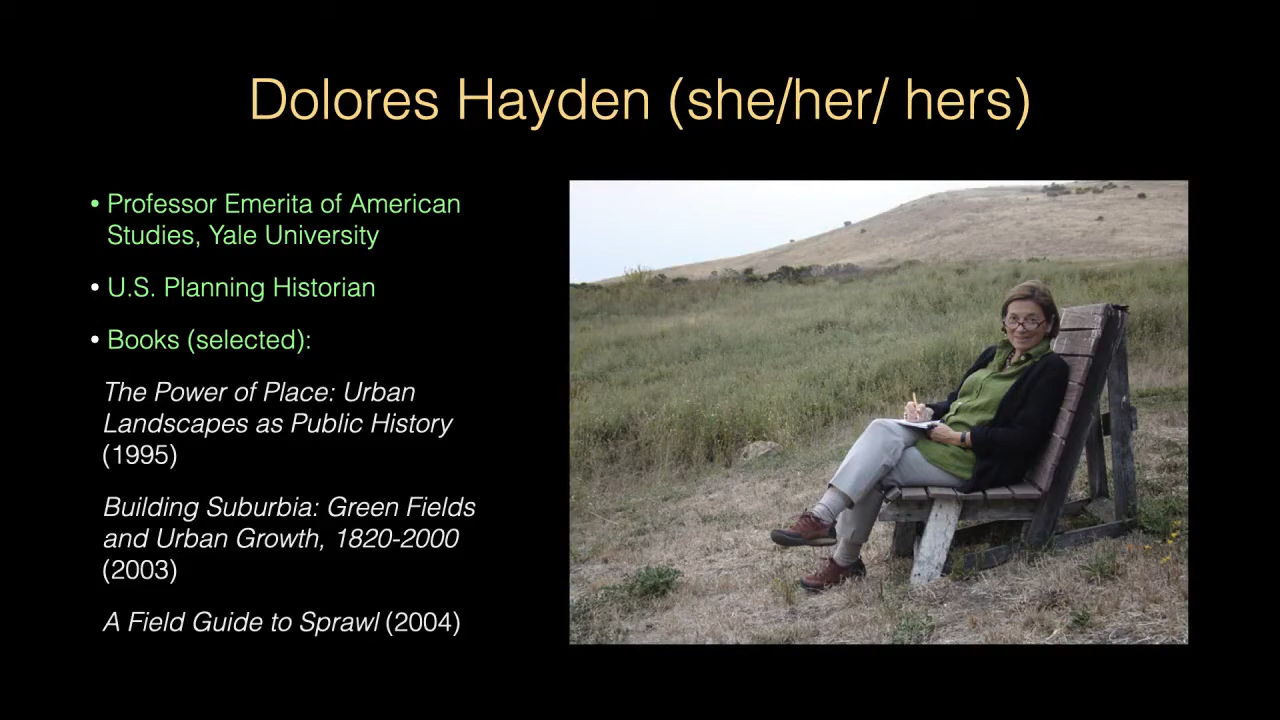 Dolores Hayden (she/her/ hers)
• Professor Emerita of American
Studies, Yale University
• U.S. Planning Historian
• Books (selected):
The Power of Place: Urban
Landscapes as Public History
(1995)
Building Suburbia: Green Fields
and Urban Growth, 1820-2000
(2003)
A Field Guide to Sprawl (2004)